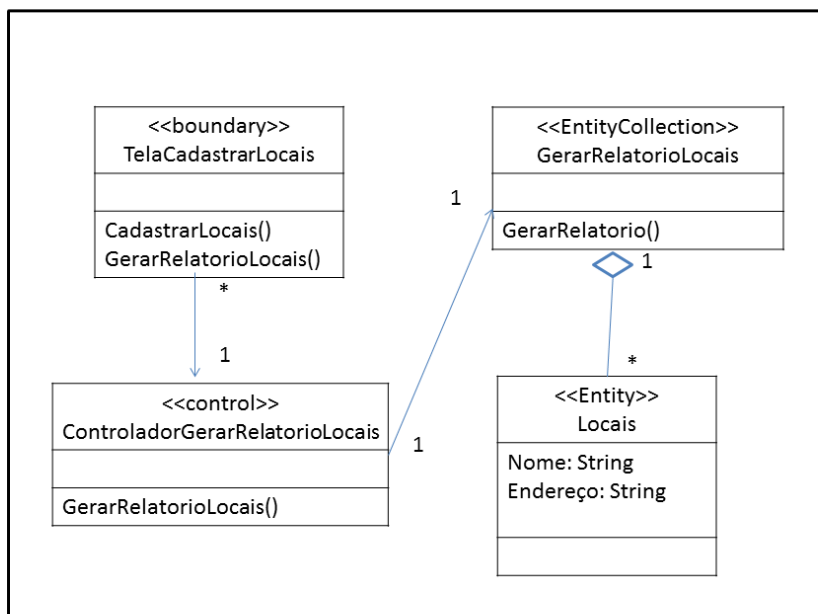 <<boundary>>
TelaCadastrarLocais
CadastrarLocais()
GerarRelatorioLocais()
*
1
<<control>>
ControladorGerarRelatorioLocais
GerarRelatorioLocais()
1
1
<<EntityCollection>>
GerarRelatorioLocais
GerarRelatorio()
1
*
<<Entity>>
Locais
Nome: String
Endereço: String